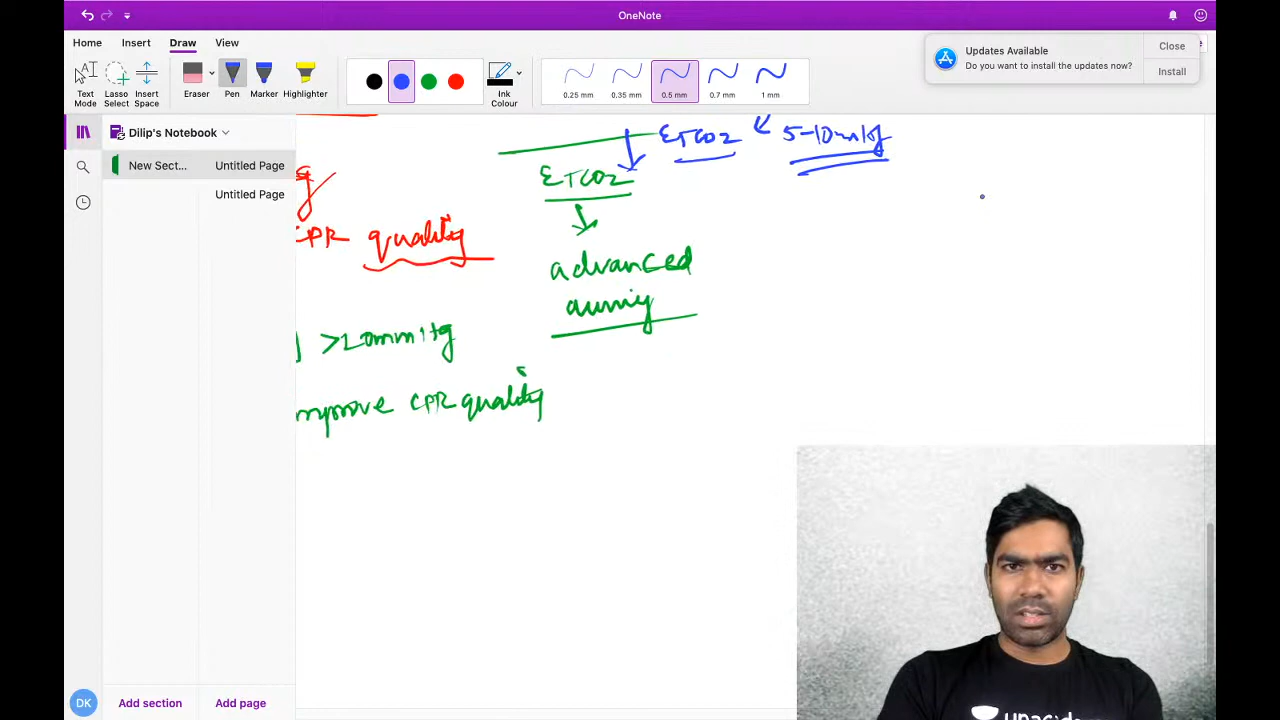 OneNote
Home Insert Draw View
Updates Available
Do you want to install the updates now?
Close
Install
Text Mode
Lasso Select
Insert Space
Eraser
Pen
Marker
Highlighter
Ink Colour
0.25 mm
0.35 mm
0.5 mm
0.7 mm
1 mm
Dilip's Notebook
New Sect...
Untitled Page
Untitled Page
ETCO2
ETCO2
CPR quality
advanced
>20mmHg
improve CPR quality
DK
Add section
Add page